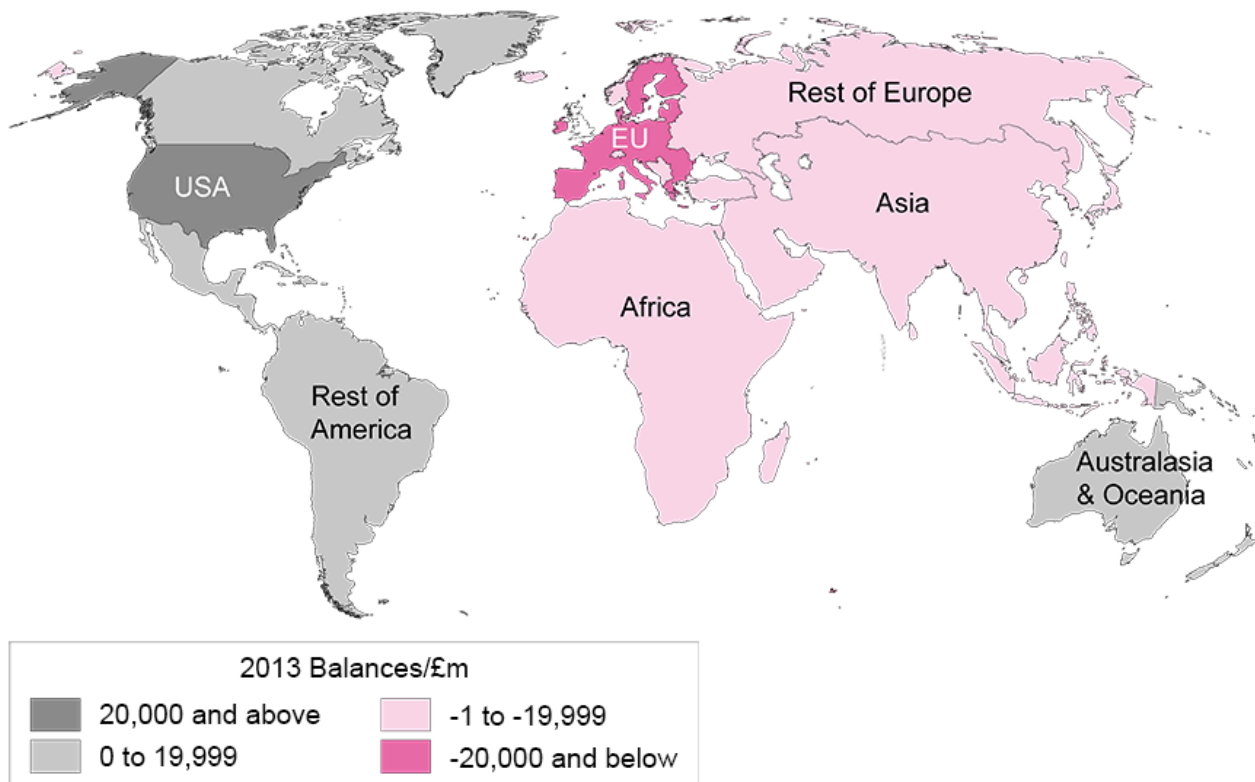 Rest of Europe
EU
USA
Asia
Africa
Rest of
America
Australasia
& Oceania
2013 Balances/£m
20,000 and above
-1 to -19,999
0 to 19,999
-20,000 and below